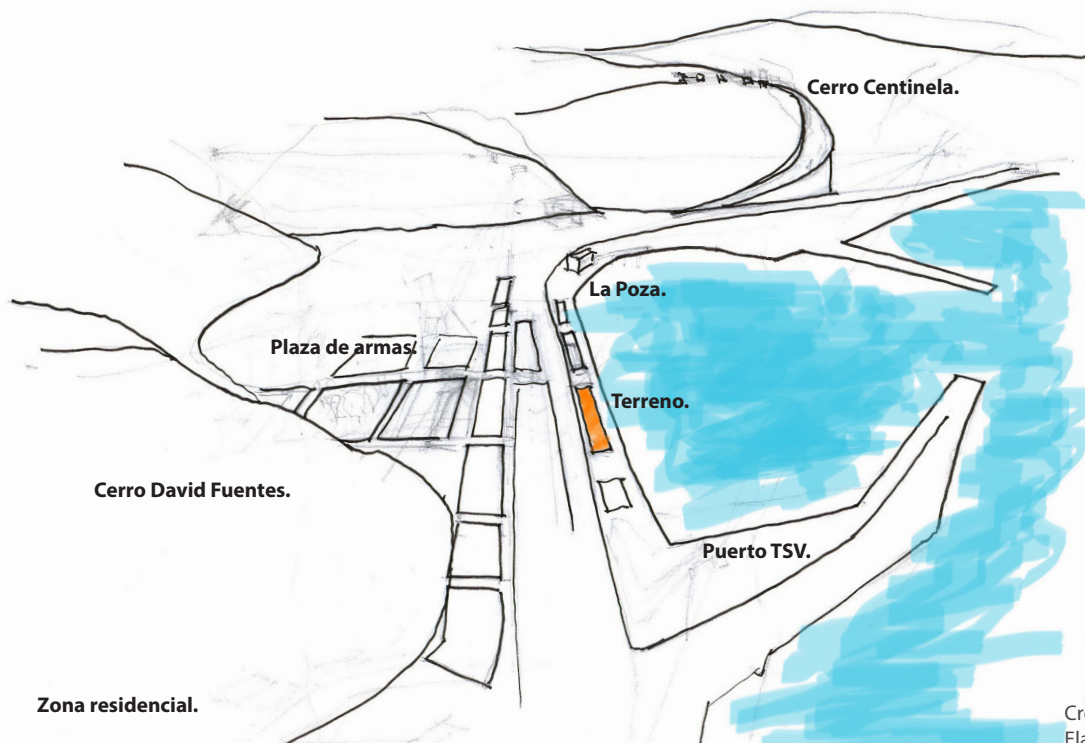 Cerro Centinela.
La Poza.
Plaza de armas.
Terreno.
Cerro David Fuentes.
Puerto TSV.
Zona residencial.